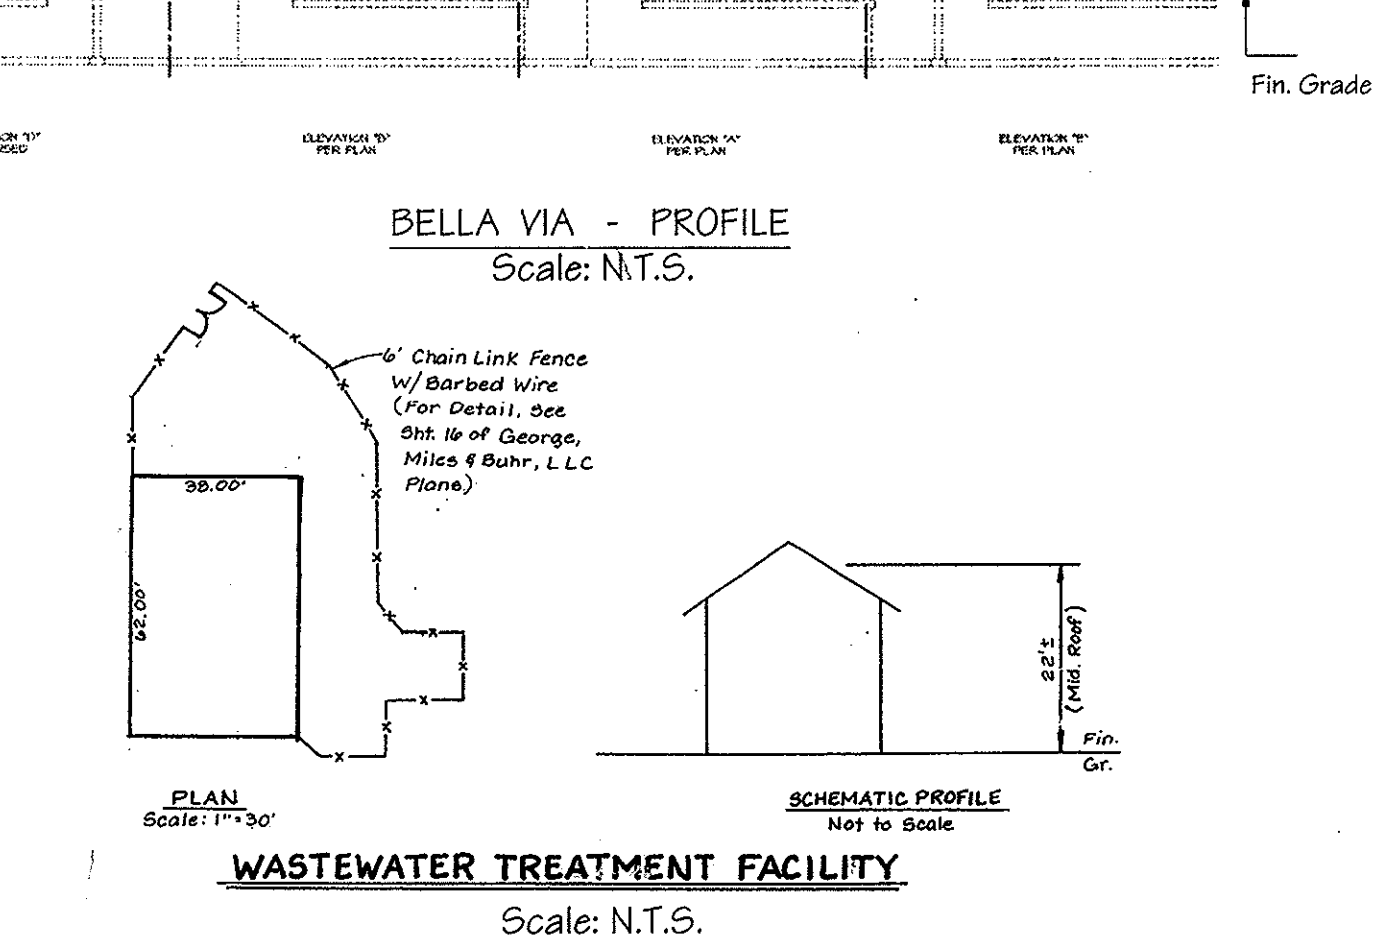 Fin. Grade
ELEVATION "D"
PER PLAN
ELEVATION "A"
PER PLAN
ELEVATION
PER PLAN
BELLA VIA - PROFILE
Scale: N.T.S.
6' Chain Link Fence
W/ Barbed Wire
(For Detail, See
Sht. 16 of George,
Miles & Buhr, LLC
Plans)
38.00'
62.00'
22'±
(Mid. Roof)
Fin.
Gr.
PLAN
Scale: 1"=30'
SCHEMATIC PROFILE
Not to Scale
WASTEWATER TREATMENT FACILITY
Scale: N.T.S.